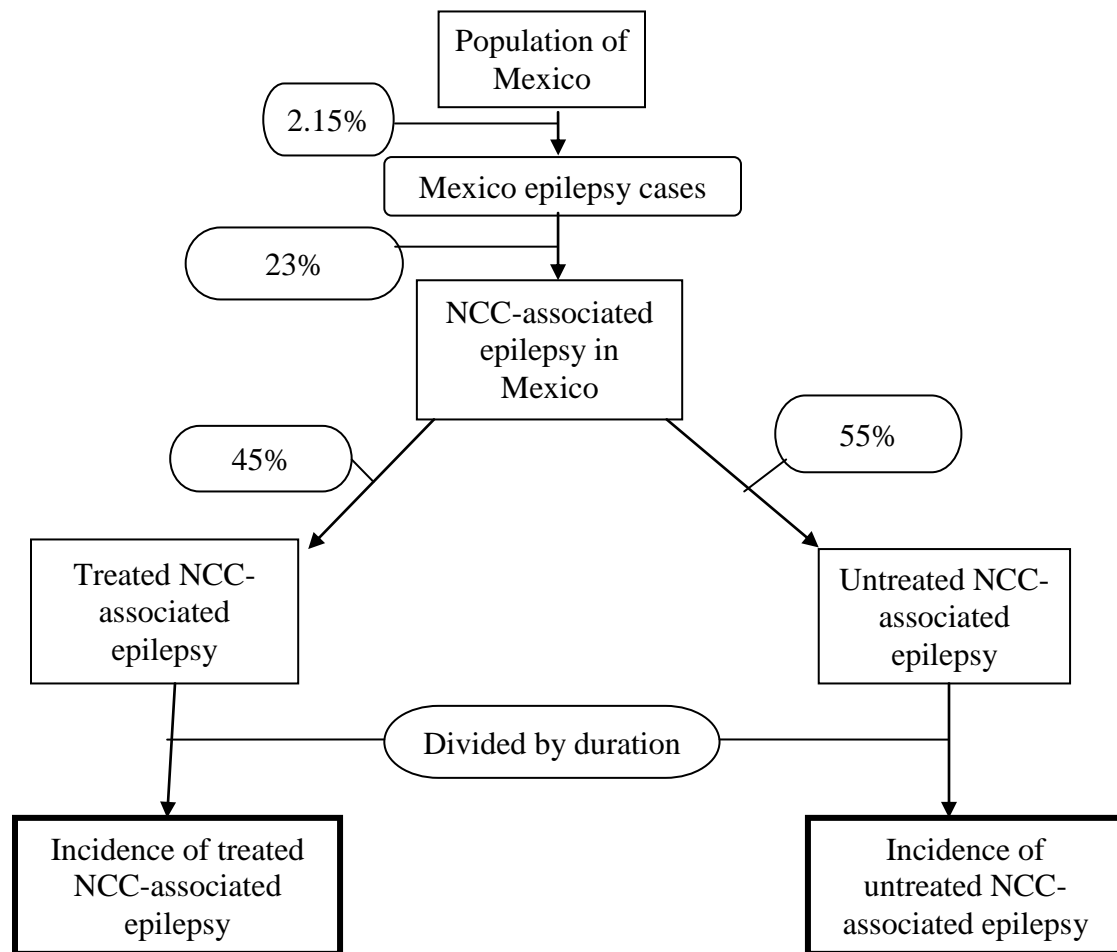 Population of
Mexico
2.15%
Mexico epilepsy cases
23%
NCC-associated
epilepsy in
Mexico
45%
55%
Treated NCC-
associated
epilepsy
Untreated NCC-
associated
epilepsy
Divided by duration
Incidence of treated
NCC-associated
epilepsy
Incidence of
untreated NCC-
associated epilepsy